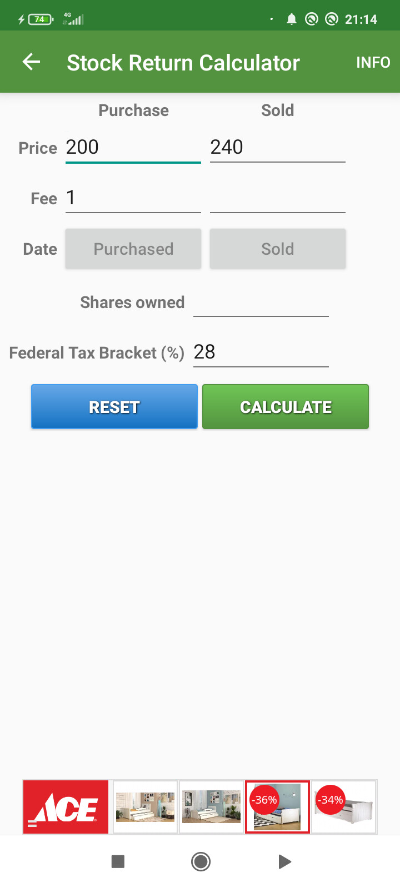 74 4G 21:14
Stock Return Calculator INFO
Purchase Sold
Price 200 240
Fee 1
Date Purchased Sold
Shares owned
Federal Tax Bracket (%) 28
RESET CALCULATE
ACE -36% -34%